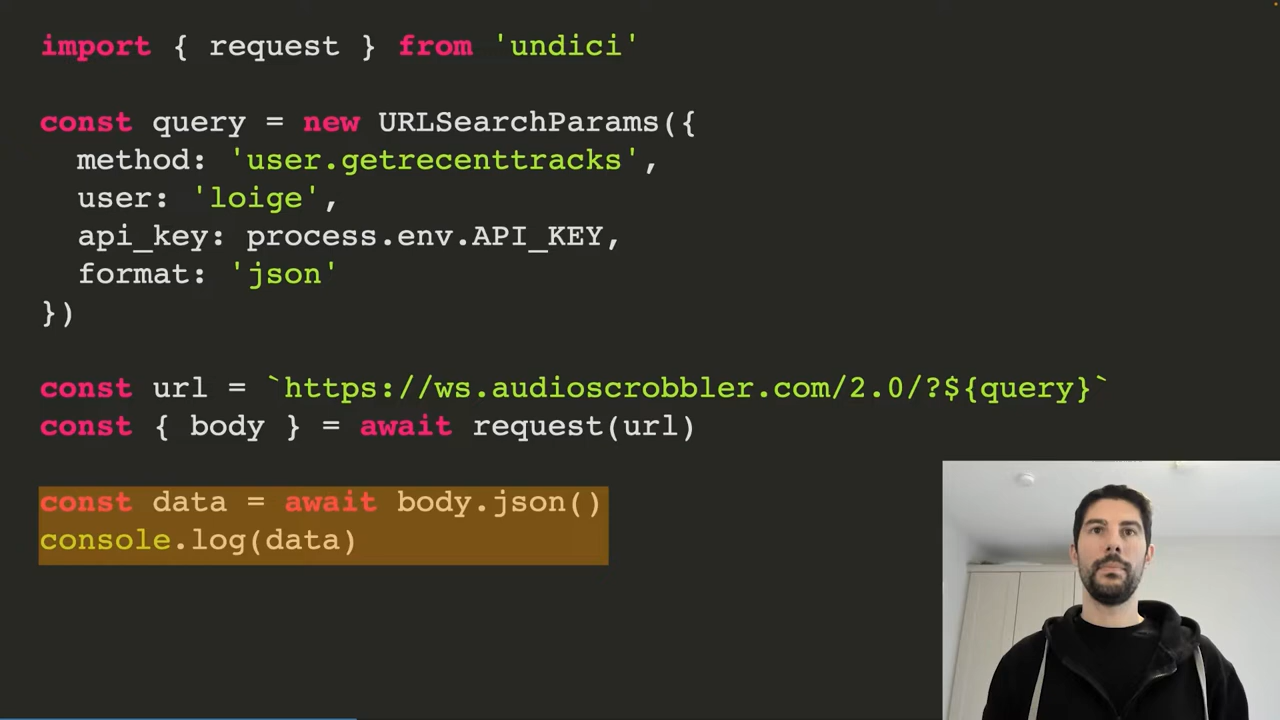 import { request } from 'undici'
const query = new URLSearchParams({
  method: 'user.getrecenttracks',
  user: 'loige',
  api_key: process.env.API_KEY,
  format: 'json'
})
const url = `https://ws.audioscrobbler.com/2.0/?${query}`
const { body } = await request(url)
const data = await body.json()
console.log(data)